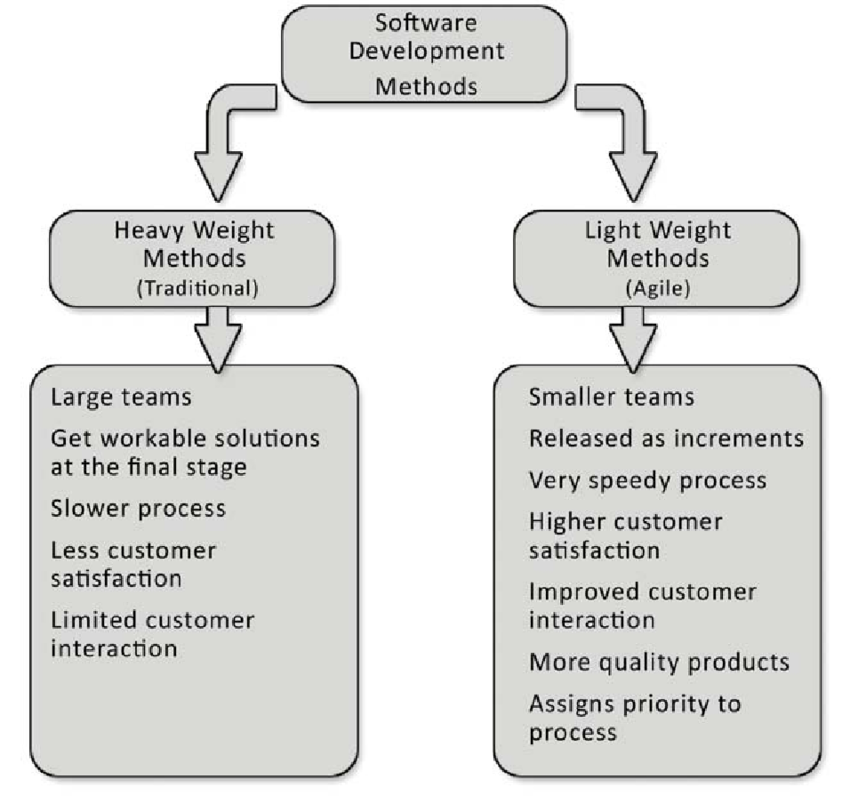 Software
Development
Methods
Heavy Weight
Methods
(Traditional)
Light Weight
Methods
(Agile)
Large teams
Get workable solutions
at the final stage
Slower process
Less customer
satisfaction
Limited customer
interaction
Smaller teams
Released as increments
Very speedy process
Higher customer
satisfaction
Improved customer
interaction
More quality products
Assigns priority to
process